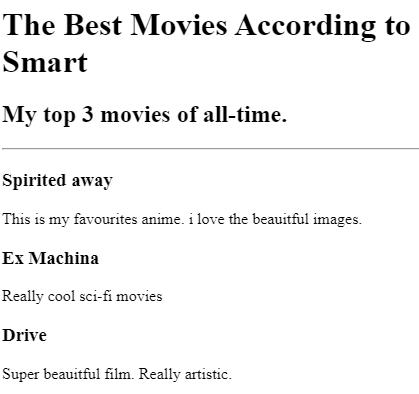 The Best Movies According to
Smart
My top 3 movies of all-time.
Spirited away
This is my favourites anime. i love the beauitful images.
Ex Machina
Really cool sci-fi movies
Drive
Super beauitful film. Really artistic.